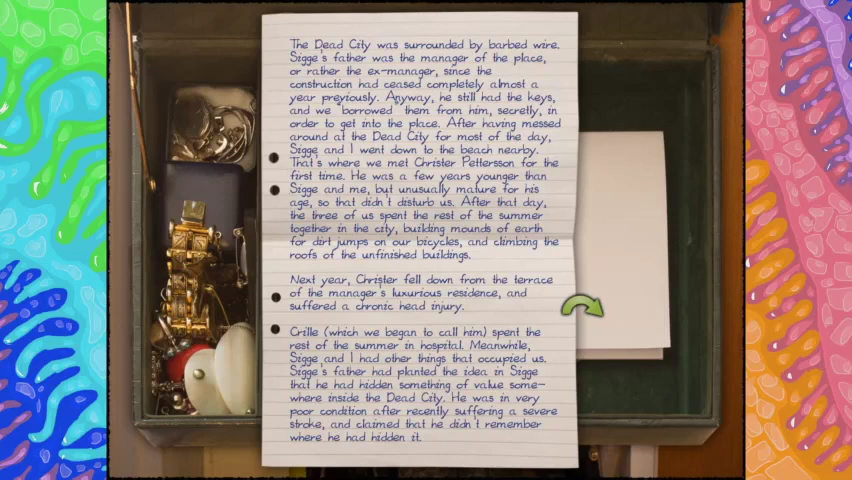 The Dead City was surrounded by barbed wire.
Sigge's father was the manager of the place,
or rather the ex-manager, since the
construction had ceased completely almost a
year previously. Anyway, he still had the keys,
and we "borrowed" them from him, secretly, in
order to get into the place. After having messed
around at the Dead City for most of the day,
Sigge and I went down to the beach nearby.
That's where we met Christer Pettersson for the
first time. He was a few years younger than
Sigge and me, but unusually mature for his
age, so that didn't disturb us. After that day,
the three of us spent the rest of the summer
together in the city, building mounds of earth
for dirt jumps on our bicycles, and climbing the
roofs of the unfinished buildings.
Next year, Christer fell down from the terrace
of the manager's luxurious residence, and
suffered a chronic head injury.
Crille (which we began to call him) spent the
rest of the summer in hospital. Meanwhile,
Sigge and I had other things that occupied us.
Sigge's father had planted the idea in Sigge
that he had hidden something of value some-
where inside the Dead City. He was in very
poor condition after recently suffering a severe
stroke, and claimed that he didn't remember
where he had hidden it.